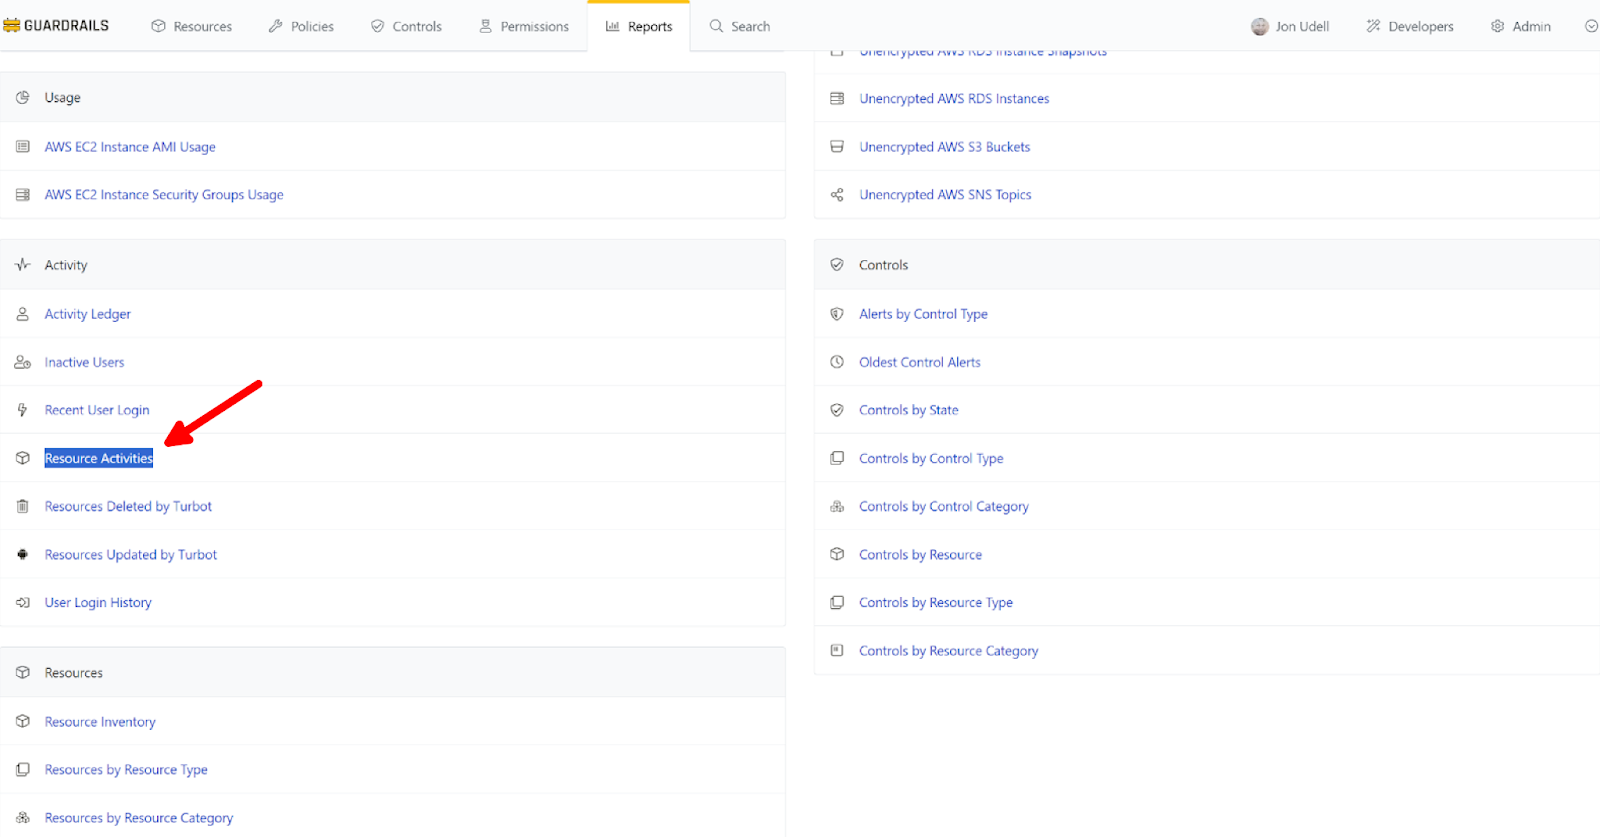 GUARDRAILS
Resources
Policies
Controls
Permissions
Reports
Search
Jon Udell
Developers
Admin
Usage
AWS EC2 Instance AMI Usage
AWS EC2 Instance Security Groups Usage
Activity
Activity Ledger
Inactive Users
Recent User Login
Resource Activities
Resources Deleted by Turbot
Resources Updated by Turbot
User Login History
Resources
Resource Inventory
Resources by Resource Type
Resources by Resource Category
Unencrypted AWS RDS Instance Snapshots
Unencrypted AWS RDS Instances
Unencrypted AWS S3 Buckets
Unencrypted AWS SNS Topics
Controls
Alerts by Control Type
Oldest Control Alerts
Controls by State
Controls by Control Type
Controls by Control Category
Controls by Resource
Controls by Resource Type
Controls by Resource Category